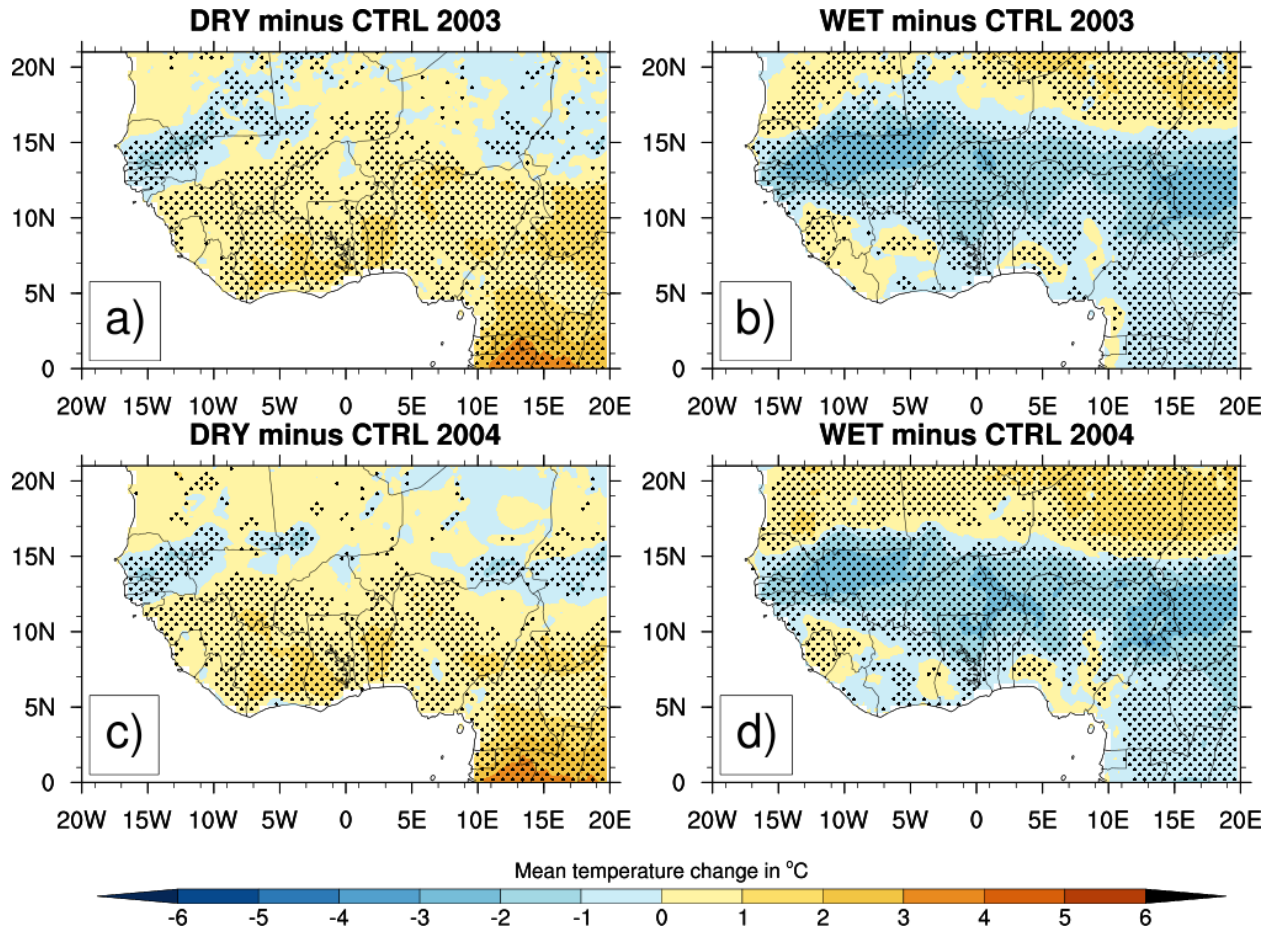 DRY minus CTRL 2003
WET minus CTRL 2003
20N
15N
10N
5N
0
a)
20W 15W 10W 5W 0 5E 10E 15E 20E
20N
15N
10N
5N
0
b)
20W 15W 10W 5W 0 5E 10E 15E 20E
DRY minus CTRL 2004
WET minus CTRL 2004
20N
15N
10N
5N
0
c)
20W 15W 10W 5W 0 5E 10E 15E 20E
20N
15N
10N
5N
0
d)
20W 15W 10W 5W 0 5E 10E 15E 20E
Mean temperature change in °C
-6 -5 -4 -3 -2 -1 0 1 2 3 4 5 6